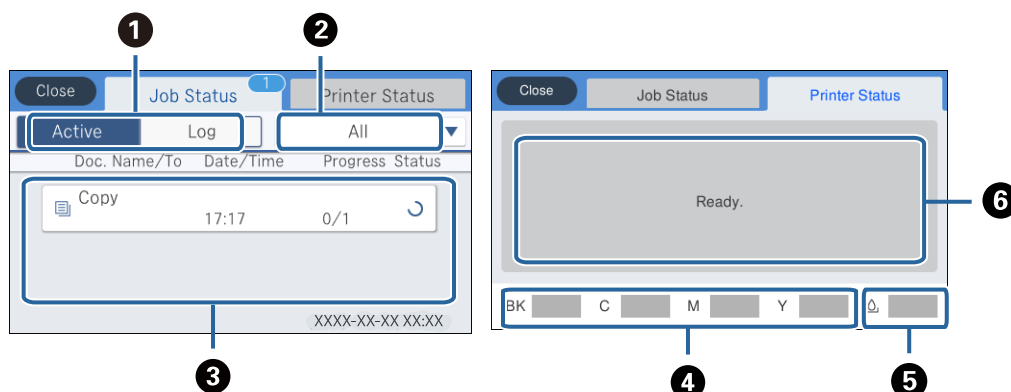 1 2
Close Job Status 1 Printer Status
Active Log All
Doc. Name/To Date/Time Progress Status
Copy
17:17 0/1
XXXX-XX-XX XX:XX
3
Close Job Status Printer Status
Ready.
6
BK C M Y
4 5